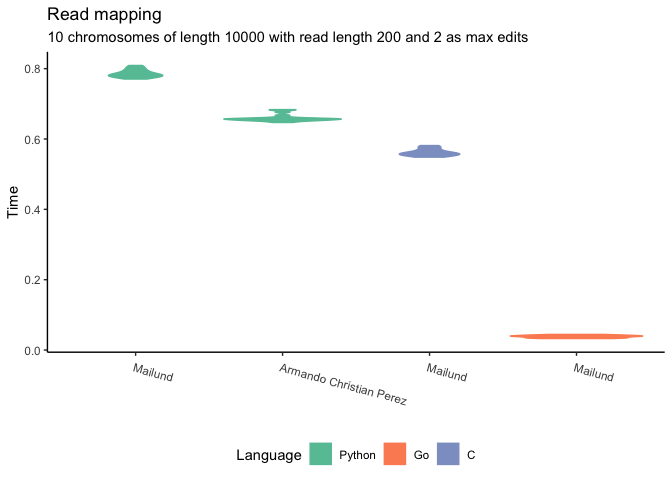 Read mapping
10 chromosomes of length 10000 with read length 200 and 2 as max edits
0.8
0.6
0.4
0.2
0.0
Time
Mailund
Armando Christian Perez
Mailund
Mailund
Language Python Go C